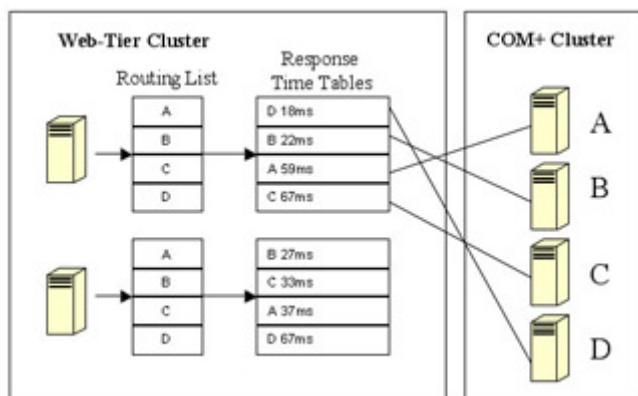 Web-Tier Cluster
COM+ Cluster
Routing List
Response
Time Tables
A
B
C
D
D 18ms
B 22ms
A 59ms
C 67ms
A
B
C
D
B 27ms
C 33ms
A 37ms
D 67ms
A
B
C
D